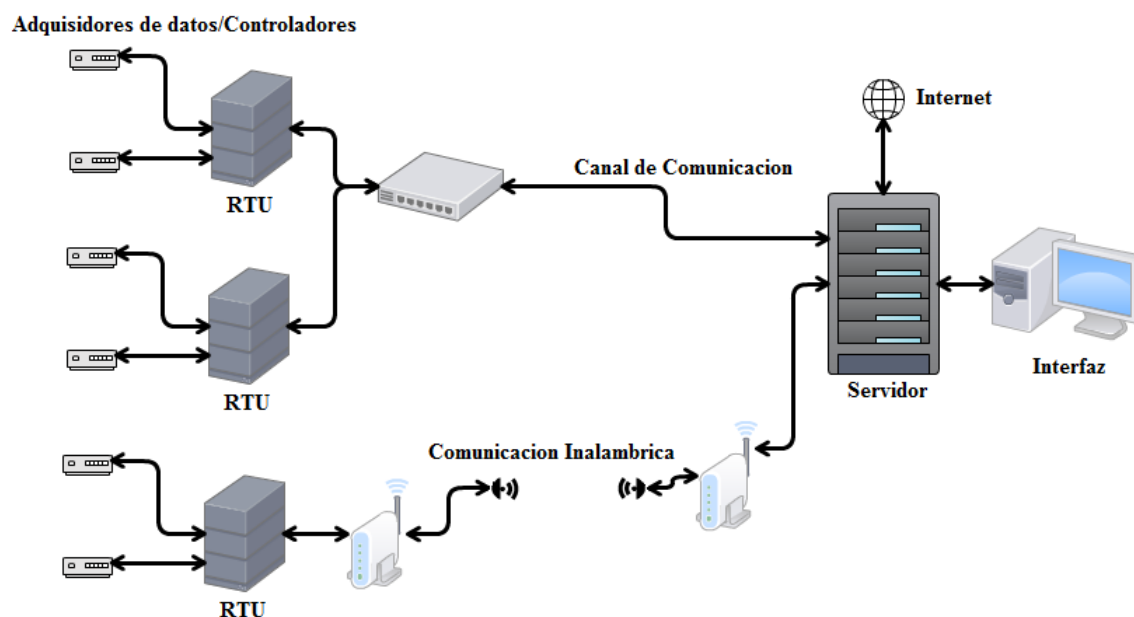 Adquisidores de datos/Controladores
Internet
Canal de Comunicacion
RTU
RTU
Interfaz
Servidor
Comunicacion Inalambrica
RTU